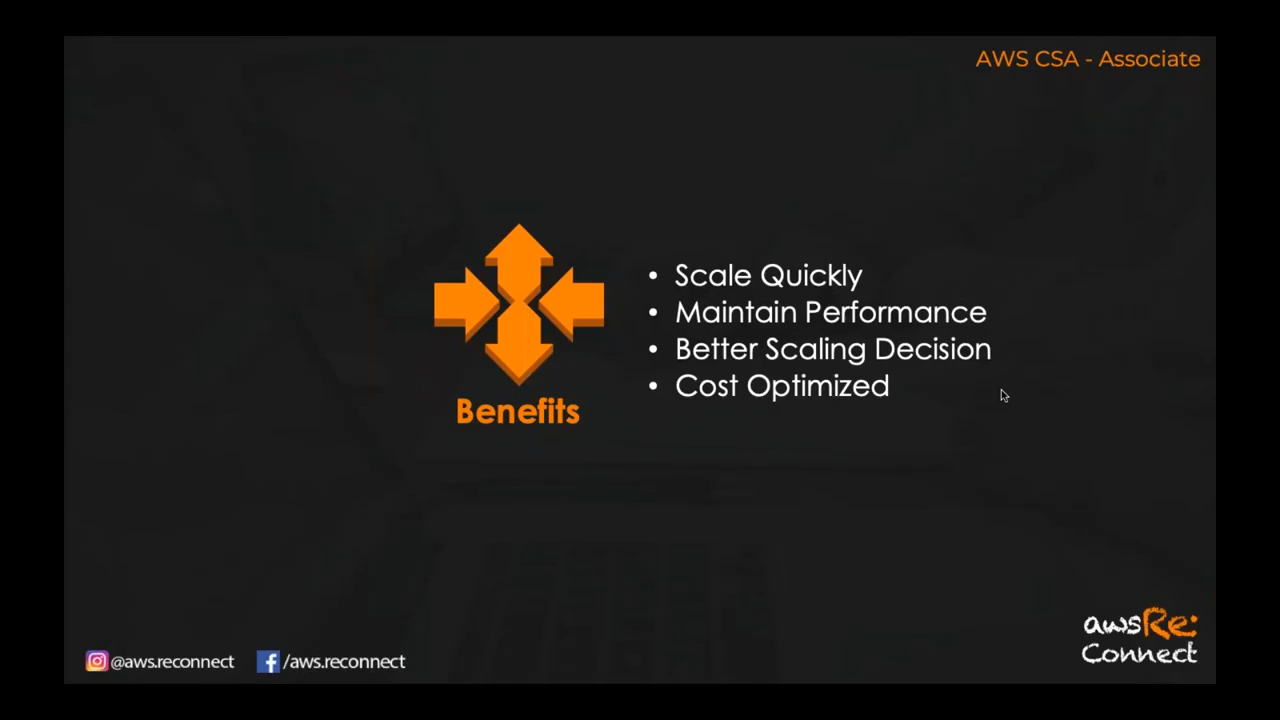 AWS CSA - Associate
• Scale Quickly
• Maintain Performance
• Better Scaling Decision
• Cost Optimized
Benefits
@aws.reconnect
/aws.reconnect
awsRe:
Connect